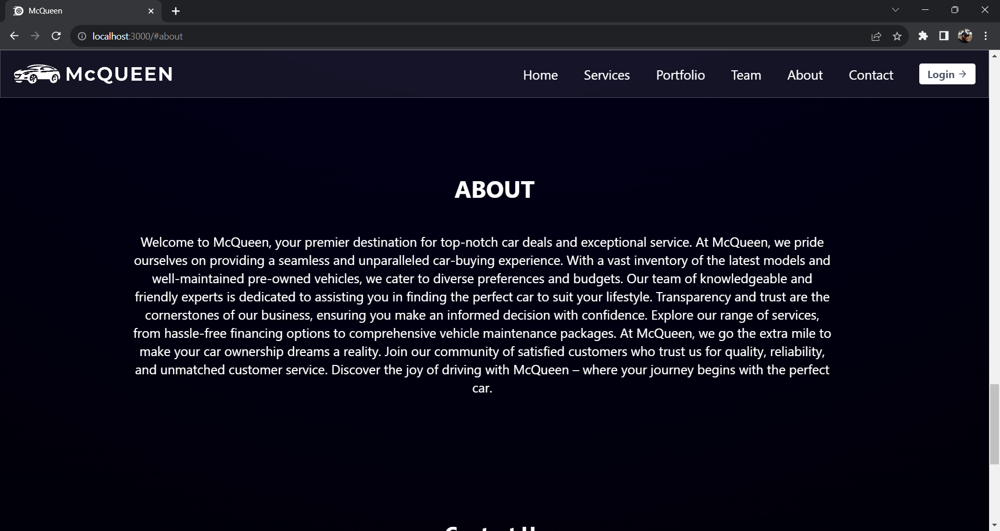 McQueen
localhost:3000/#about
McQUEEN
Home Services Portfolio Team About Contact Login →
ABOUT
Welcome to McQueen, your premier destination for top-notch car deals and exceptional service. At McQueen, we pride
ourselves on providing a seamless and unparalleled car-buying experience. With a vast inventory of the latest models and
well-maintained pre-owned vehicles, we cater to diverse preferences and budgets. Our team of knowledgeable and
friendly experts is dedicated to assisting you in finding the perfect car to suit your lifestyle. Transparency and trust are the
cornerstones of our business, ensuring you make an informed decision with confidence. Explore our range of services,
from hassle-free financing options to comprehensive vehicle maintenance packages. At McQueen, we go the extra mile to
make your car ownership dreams a reality. Join our community of satisfied customers who trust us for quality, reliability,
and unmatched customer service. Discover the joy of driving with McQueen – where your journey begins with the perfect
car.